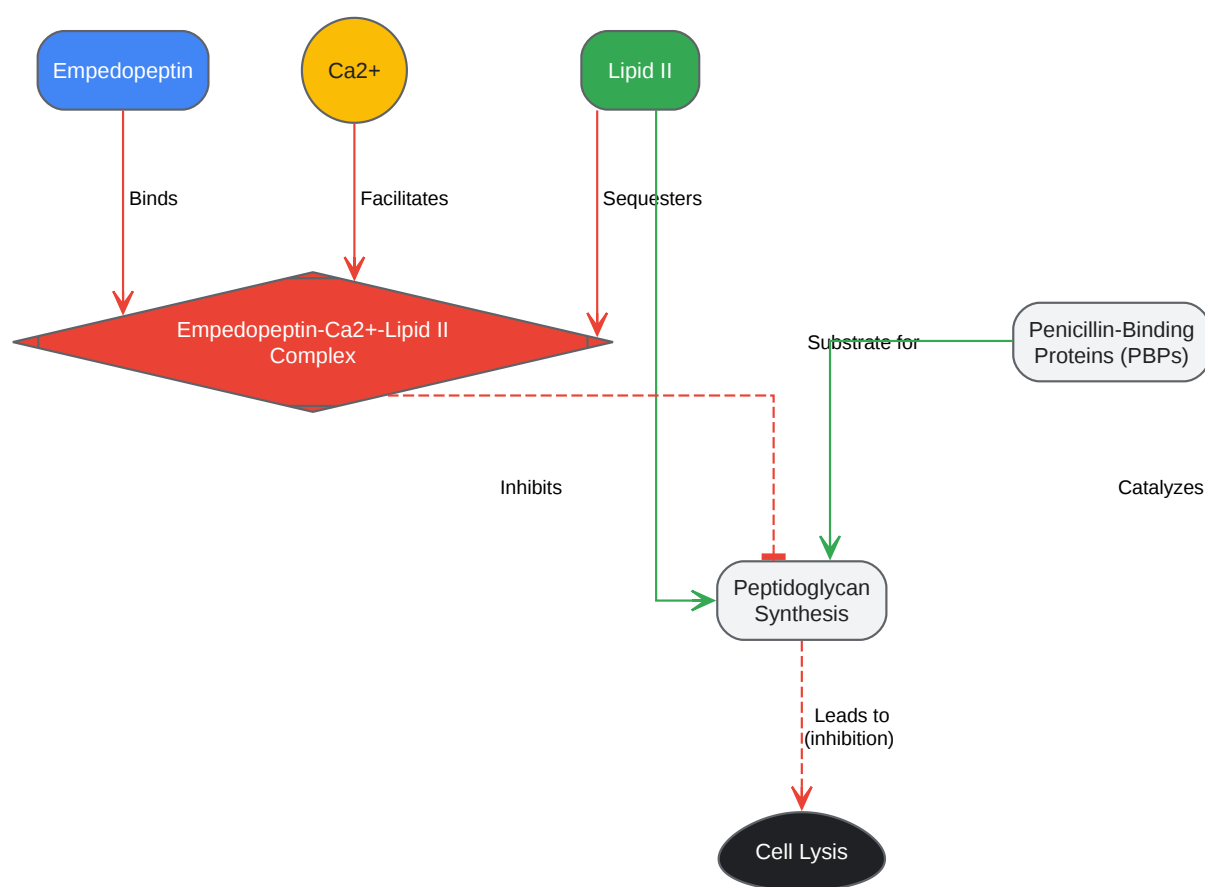 Empedopeptin
Ca2+
Lipid II
Binds
Facilitates
Sequesters
Empedopeptin-Ca2+-Lipid II
Complex
Substrate for
Penicillin-Binding
Proteins (PBPs)
Inhibits
Catalyzes
Peptidoglycan
Synthesis
Leads to
(inhibition)
Cell Lysis